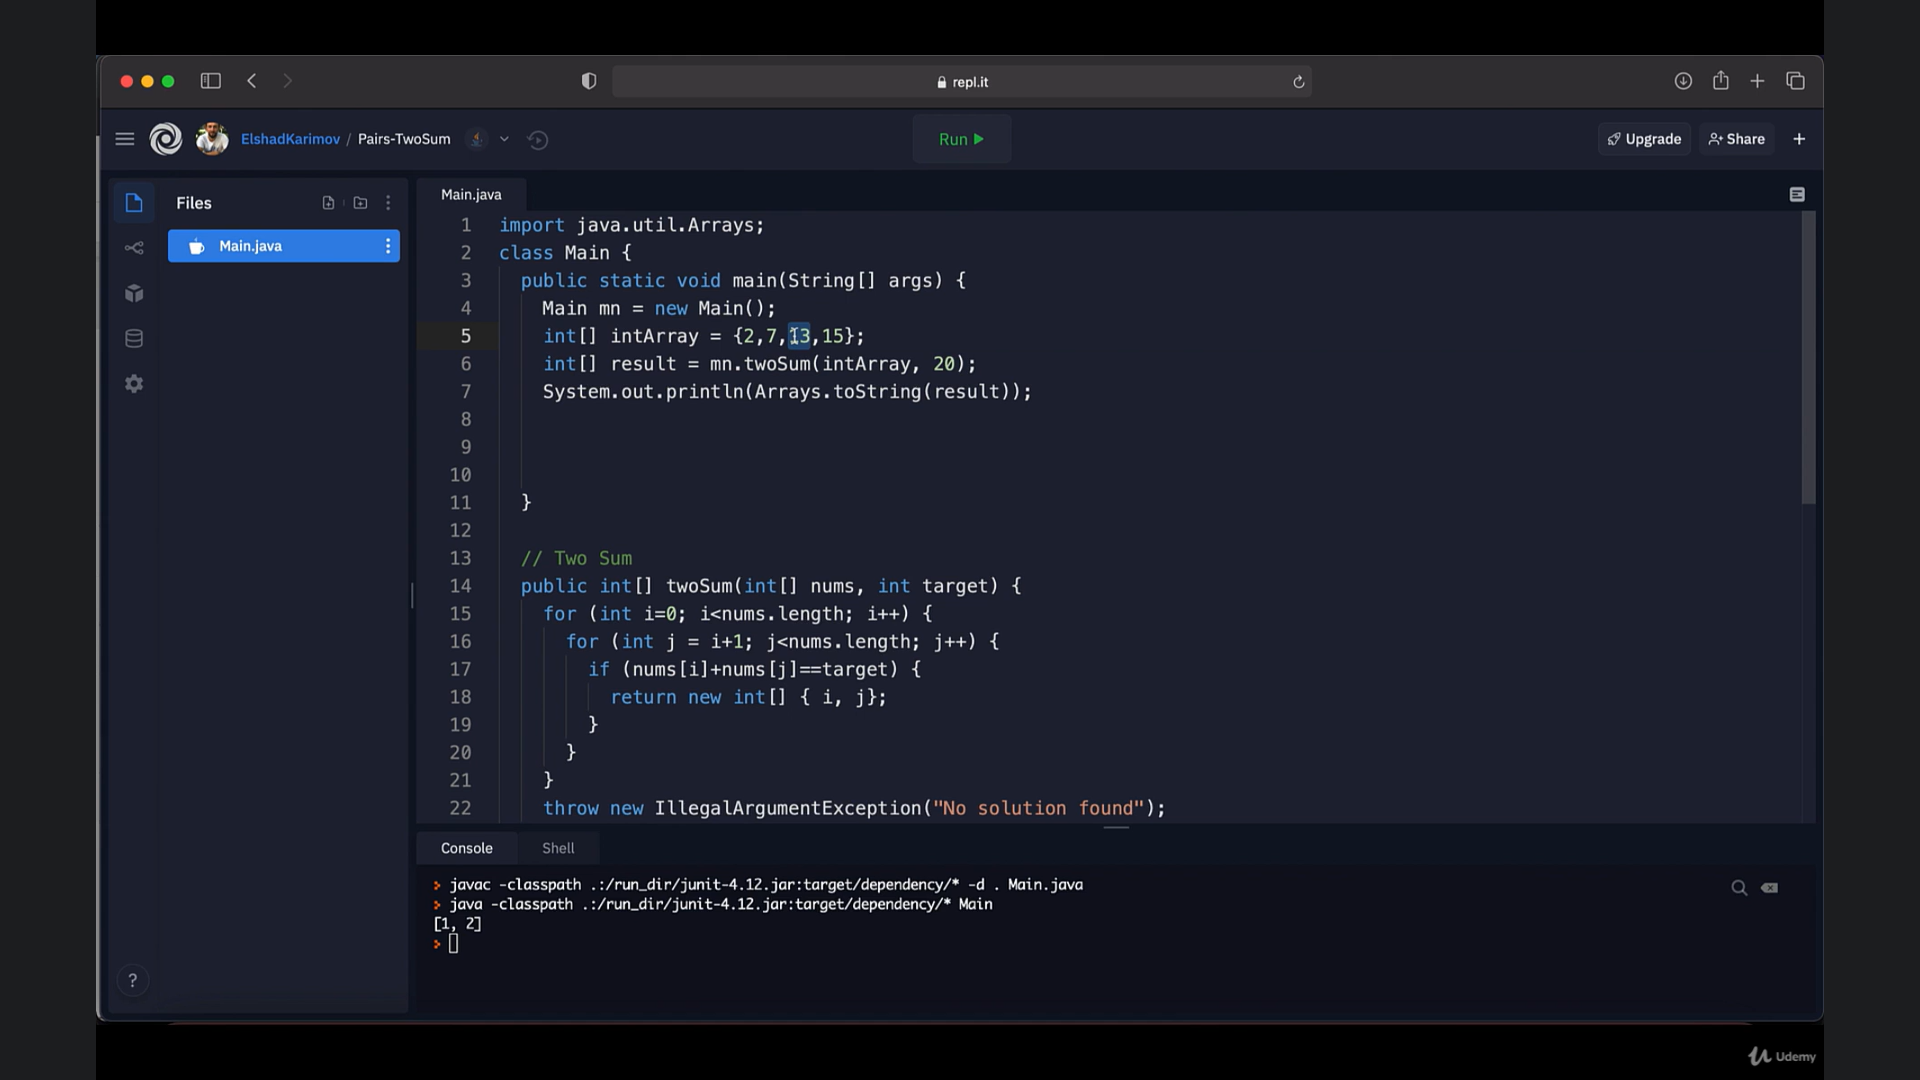 repl.it
ElshadKarimov / Pairs-TwoSum
Run
Upgrade
Share
Files
Main.java
Main.java
1 import java.util.Arrays;
2 class Main {
3 public static void main(String[] args) {
4 Main mn = new Main();
5 int[] intArray = {2,7,13,15};
6 int[] result = mn.twoSum(intArray, 20);
7 System.out.println(Arrays.toString(result));
8
9
10
11 }
12
13 // Two Sum
14 public int[] twoSum(int[] nums, int target) {
15 for (int i=0; i<nums.length; i++) {
16 for (int j = i+1; j<nums.length; j++) {
17 if (nums[i]+nums[j]==target) {
18 return new int[] { i, j};
19 }
20 }
21 }
22 throw new IllegalArgumentException("No solution found");
Console Shell
javac -classpath .:/run_dir/junit-4.12.jar:target/dependency/* -d . Main.java
java -classpath .:/run_dir/junit-4.12.jar:target/dependency/* Main
[1, 2]
?
Udemy